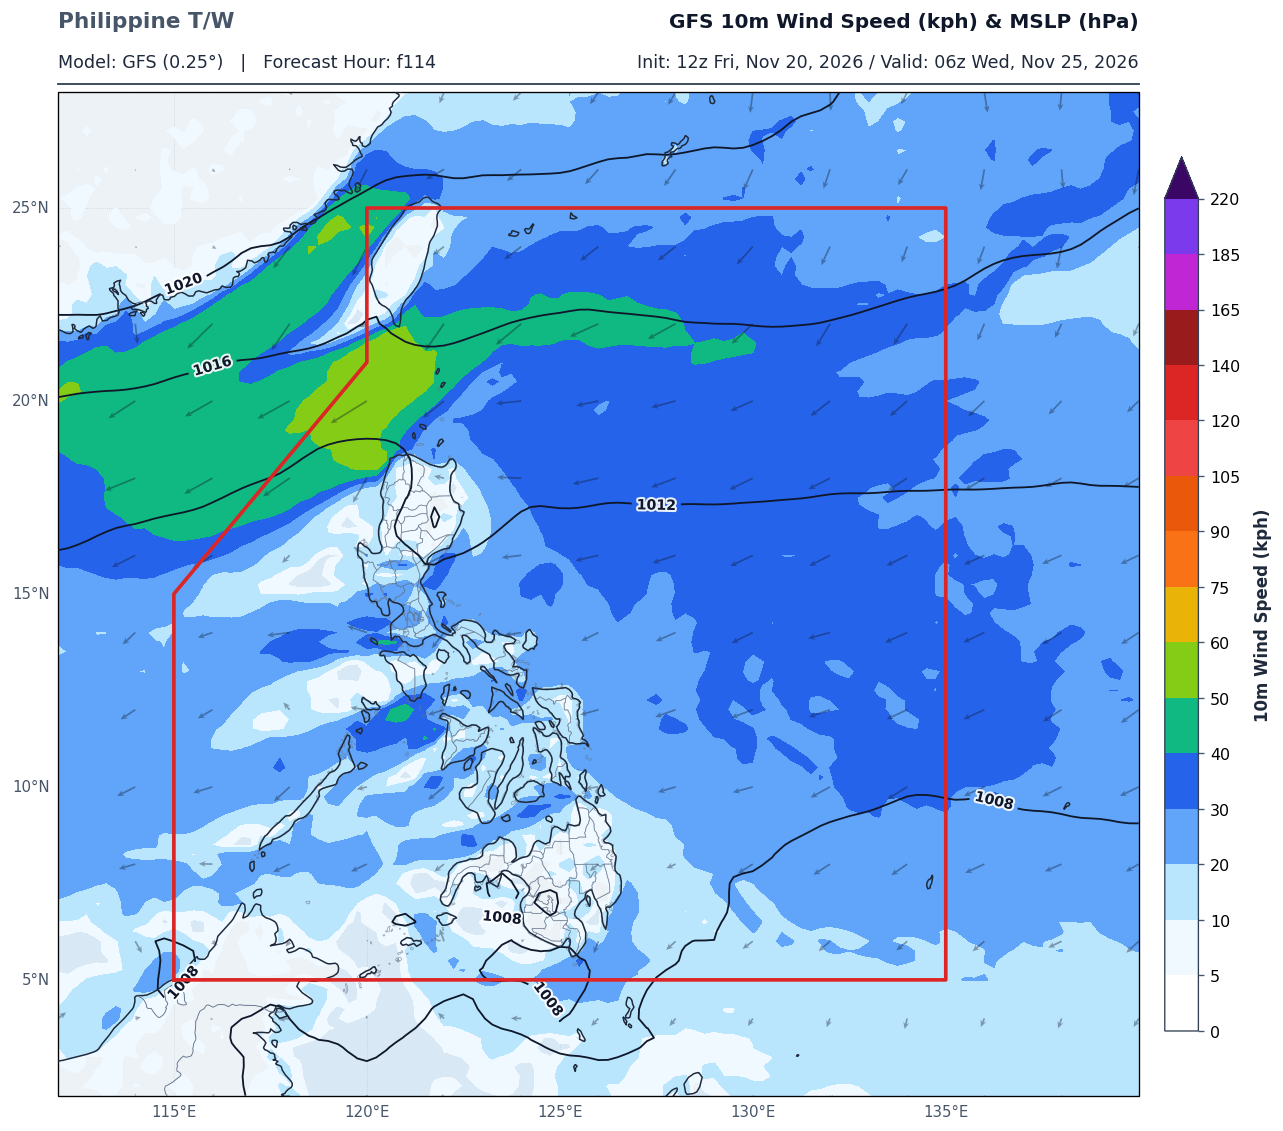 Philippine T/W
GFS 10m Wind Speed (kph) & MSLP (hPa)
Model: GFS (0.25°) | Forecast Hour: f114
Init: 12z Fri, Nov 20, 2026 / Valid: 06z Wed, Nov 25, 2026
25°N
20°N
15°N
10°N
5°N
115°E
120°E
125°E
130°E
135°E
1020
1016
1012
1008
1008
1008
1008
220
185
165
140
120
105
90
75
60
50
40
30
20
10
5
0
10m Wind Speed (kph)